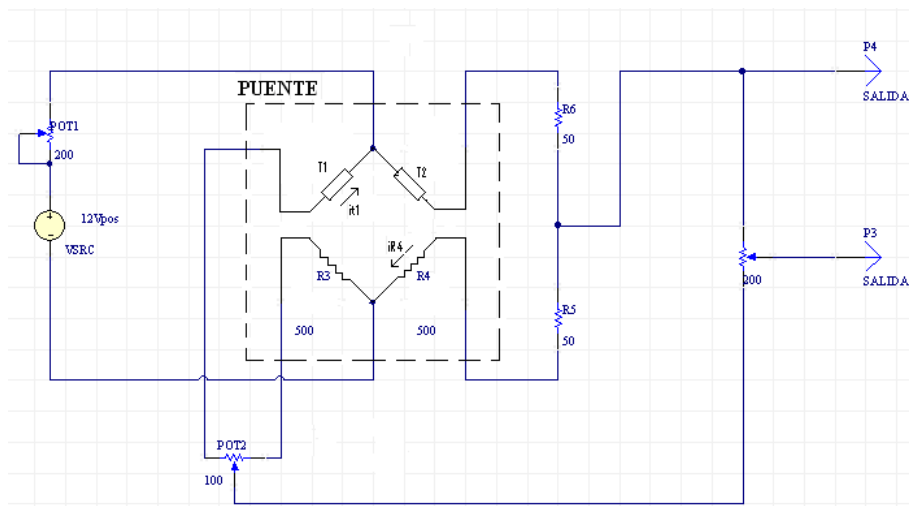 P4
SALIDA
PUENTE
R6
50
POT1
200
T1
T2
it1
12Vpos
VSRC
iR4
P3
SALIDA
R3
R4
200
R5
50
500
500
POT2
100